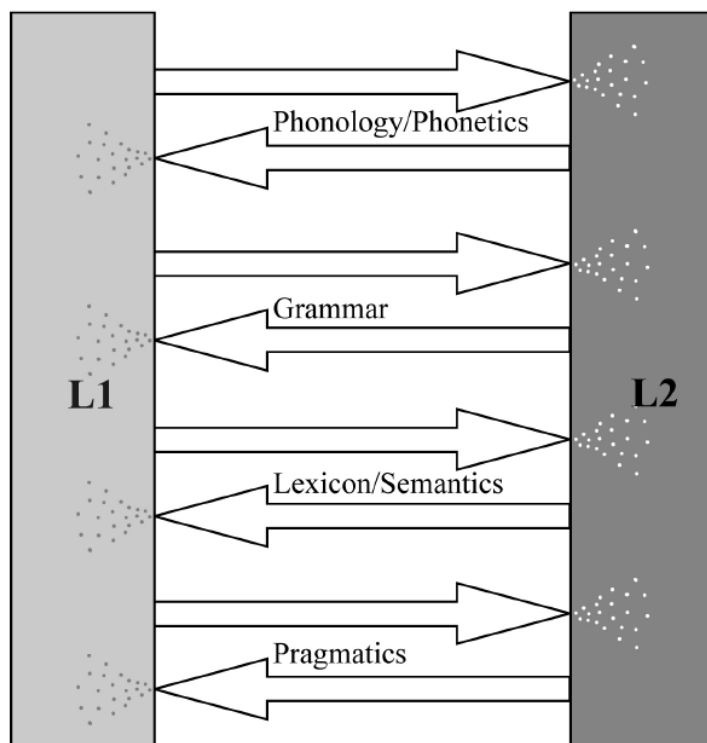 Phonology/Phonetics
Grammar
L1
L2
Lexicon/Semantics
Pragmatics